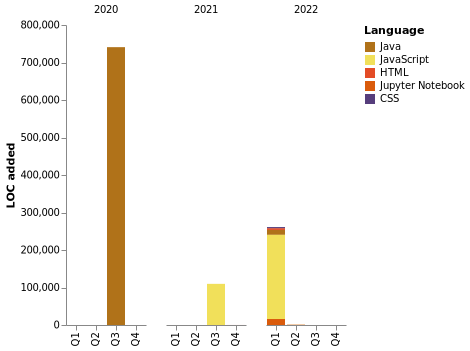 2020 2021 2022
Language
Java
JavaScript
HTML
Jupyter Notebook
CSS
LOC added
800,000
700,000
600,000
500,000
400,000
300,000
200,000
100,000
0
Q1 Q2 Q3 Q4 Q1 Q2 Q3 Q4 Q1 Q2 Q3 Q4